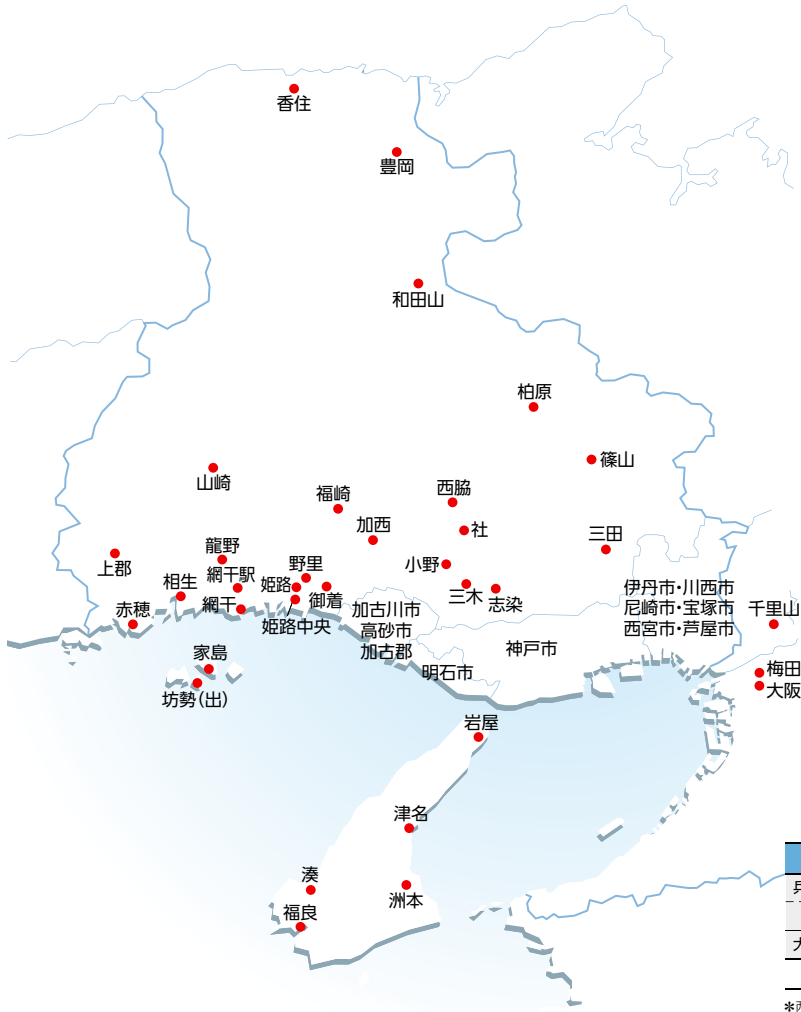 香住
豊岡
和田山
柏原
篠山
山崎
福崎
西脇
加西
社
三田
上郡
龍野
網干駅
相生
姫路
野里
御着
小野
三木
志染
赤穂
網干
姫路中央
加古川市
高砂市
加古郡
明石市
神戸市
伊丹市・川西市
尼崎市・宝塚市
西宮市・芦屋市
千里山
梅田
大阪
家島
坊勢(出)
岩屋
津名
湊
洲本
福良